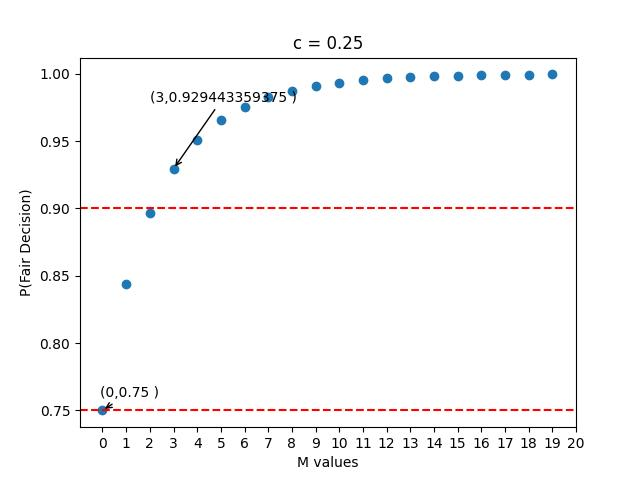 c = 0.25
1.00
(3,0.929443359375 )
0.95
0.90
P(Fair Decision)
0.85
0.80
(0,0.75 )
0.75
0 1 2 3 4 5 6 7 8 9 10 11 12 13 14 15 16 17 18 19 20
M values